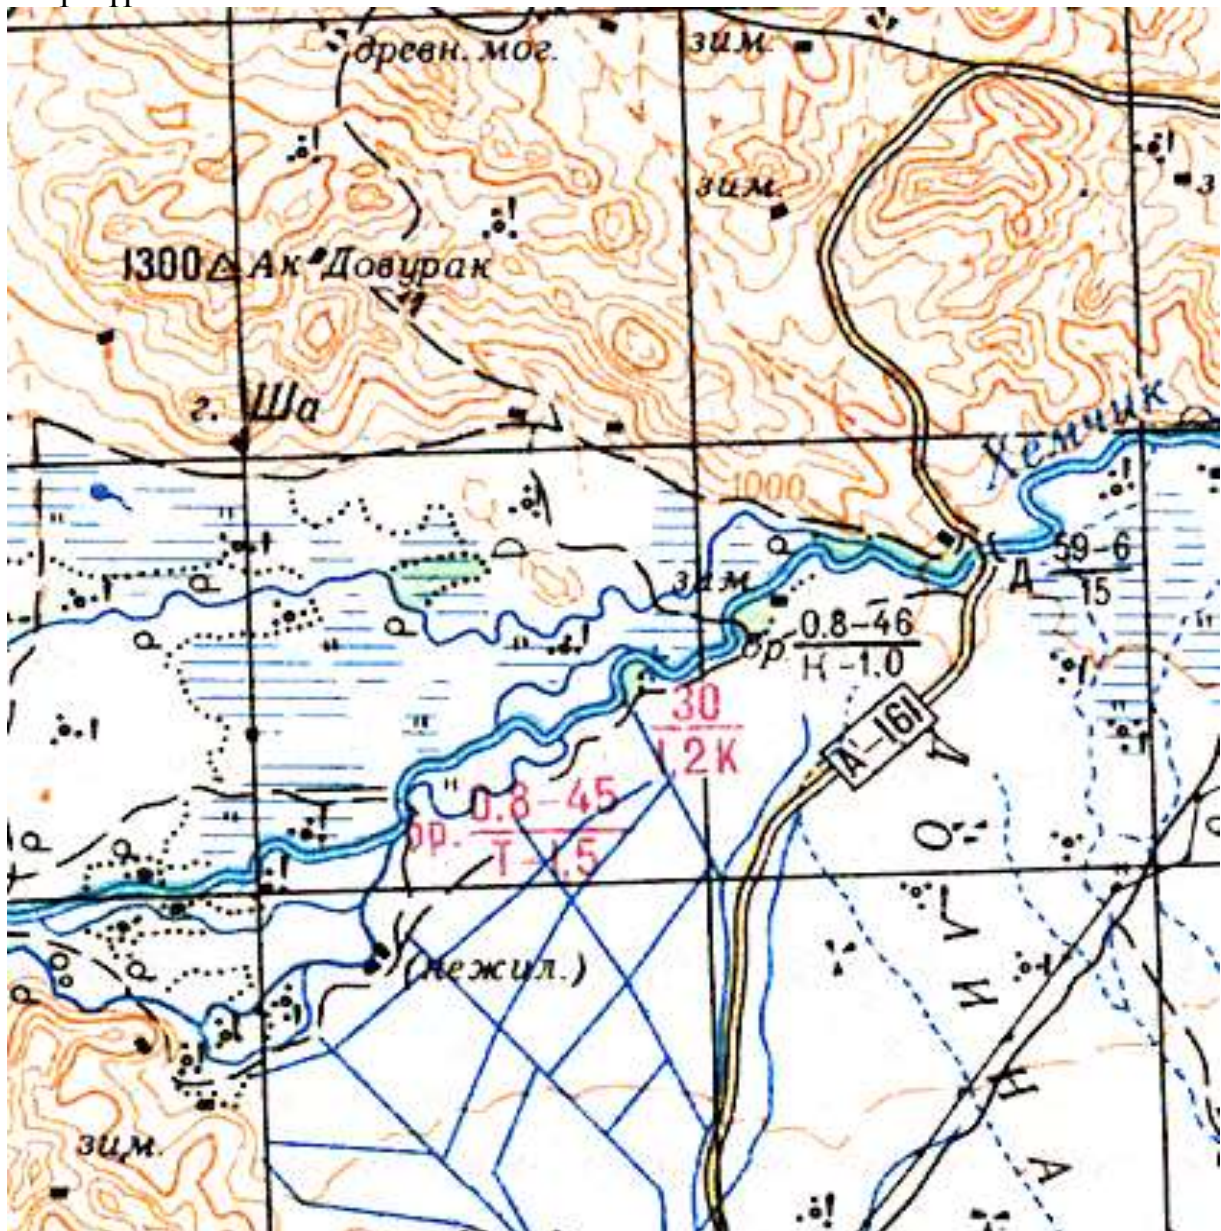 древн. мог.
зим.
зим.
з
1300 Ак-Довурак
г. Ша
Хемчик
1000
59-6
Д
15
зим.
бр. 0.8-46
К-1.0
30
1.2К
А-161
бр. 0.8-45
Т-1.5
(нежил.)
ДОЛИНА
зим.